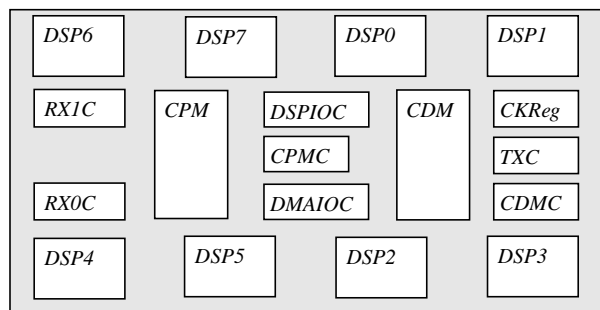 DSP6 DSP7 DSP0 DSP1
RX1C CPM DSPIOC CDM CKReg
CPMC TXC
RX0C DMAIOC CDMC
DSP4 DSP5 DSP2 DSP3